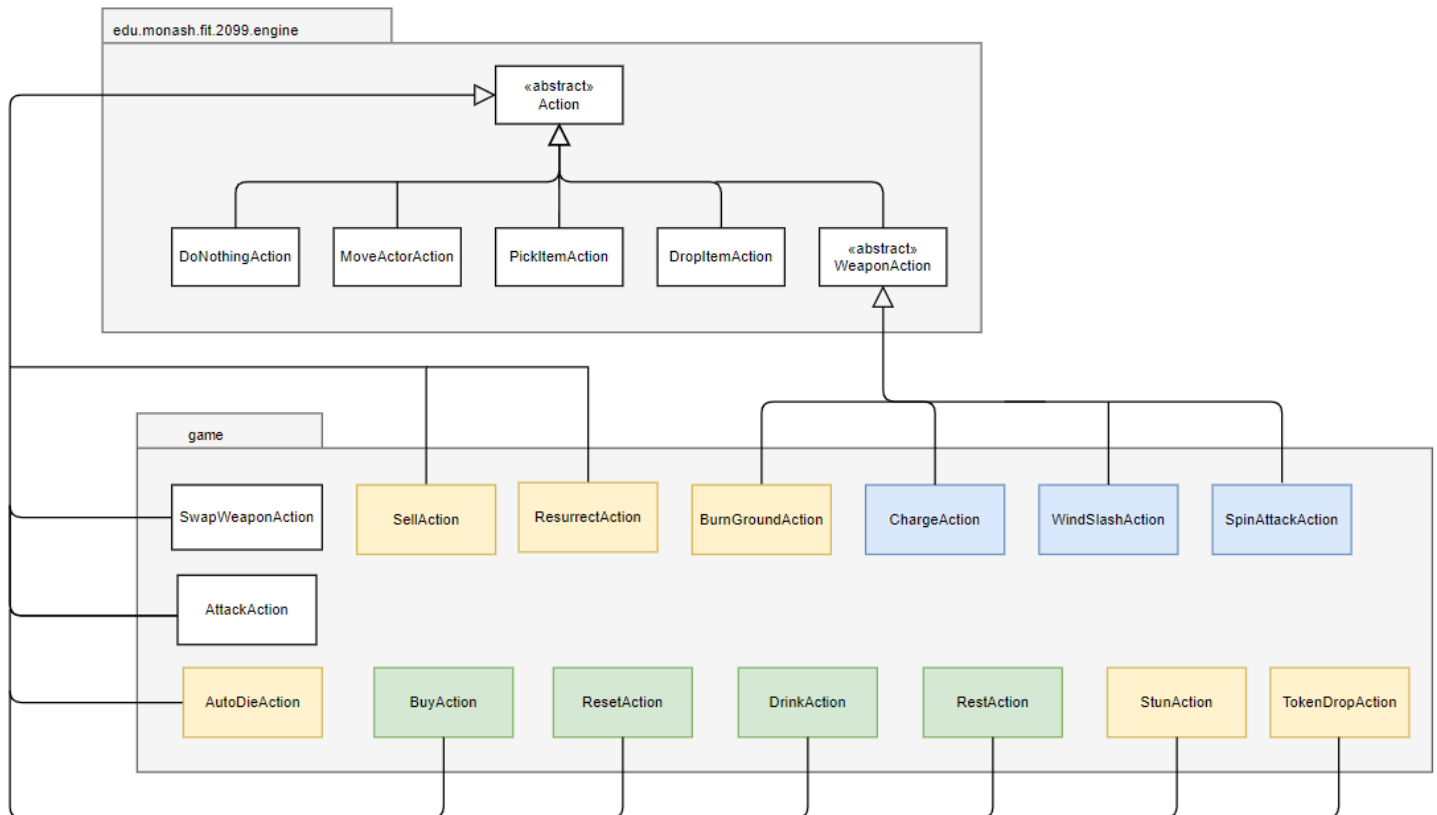 edu.monash.fit.2099.engine
«abstract»
Action
DoNothingAction
MoveActorAction
PickItemAction
DropItemAction
«abstract»
WeaponAction
game
SwapWeaponAction
SellAction
ResurrectAction
BurnGroundAction
ChargeAction
WindSlashAction
SpinAttackAction
AttackAction
AutoDieAction
BuyAction
ResetAction
DrinkAction
RestAction
StunAction
TokenDropAction